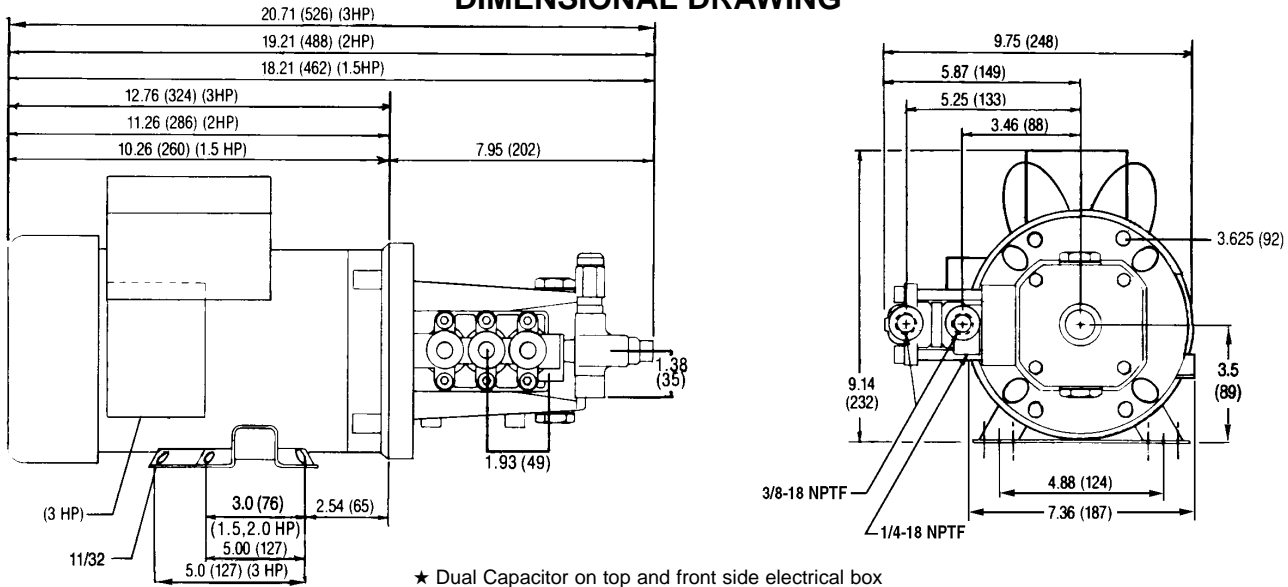 DIMENSIONAL DRAWING
20.71 (526) (3HP)
19.21 (488) (2HP)
18.21 (462) (1.5HP)
12.76 (324) (3HP)
11.26 (286) (2HP)
10.26 (260) (1.5 HP)
7.95 (202)
1.38
(35)
1.93 (49)
3.0 (76)
(1.5,2.0 HP)
2.54 (65)
(3 HP)
11/32
5.00 (127)
5.0 (127) (3 HP)
9.75 (248)
5.87 (149)
5.25 (133)
3.46 (88)
3.625 (92)
9.14
(232)
3.5
(89)
3/8-18 NPTF
4.88 (124)
7.36 (187)
1/4-18 NPTF
★ Dual Capacitor on top and front side electrical box